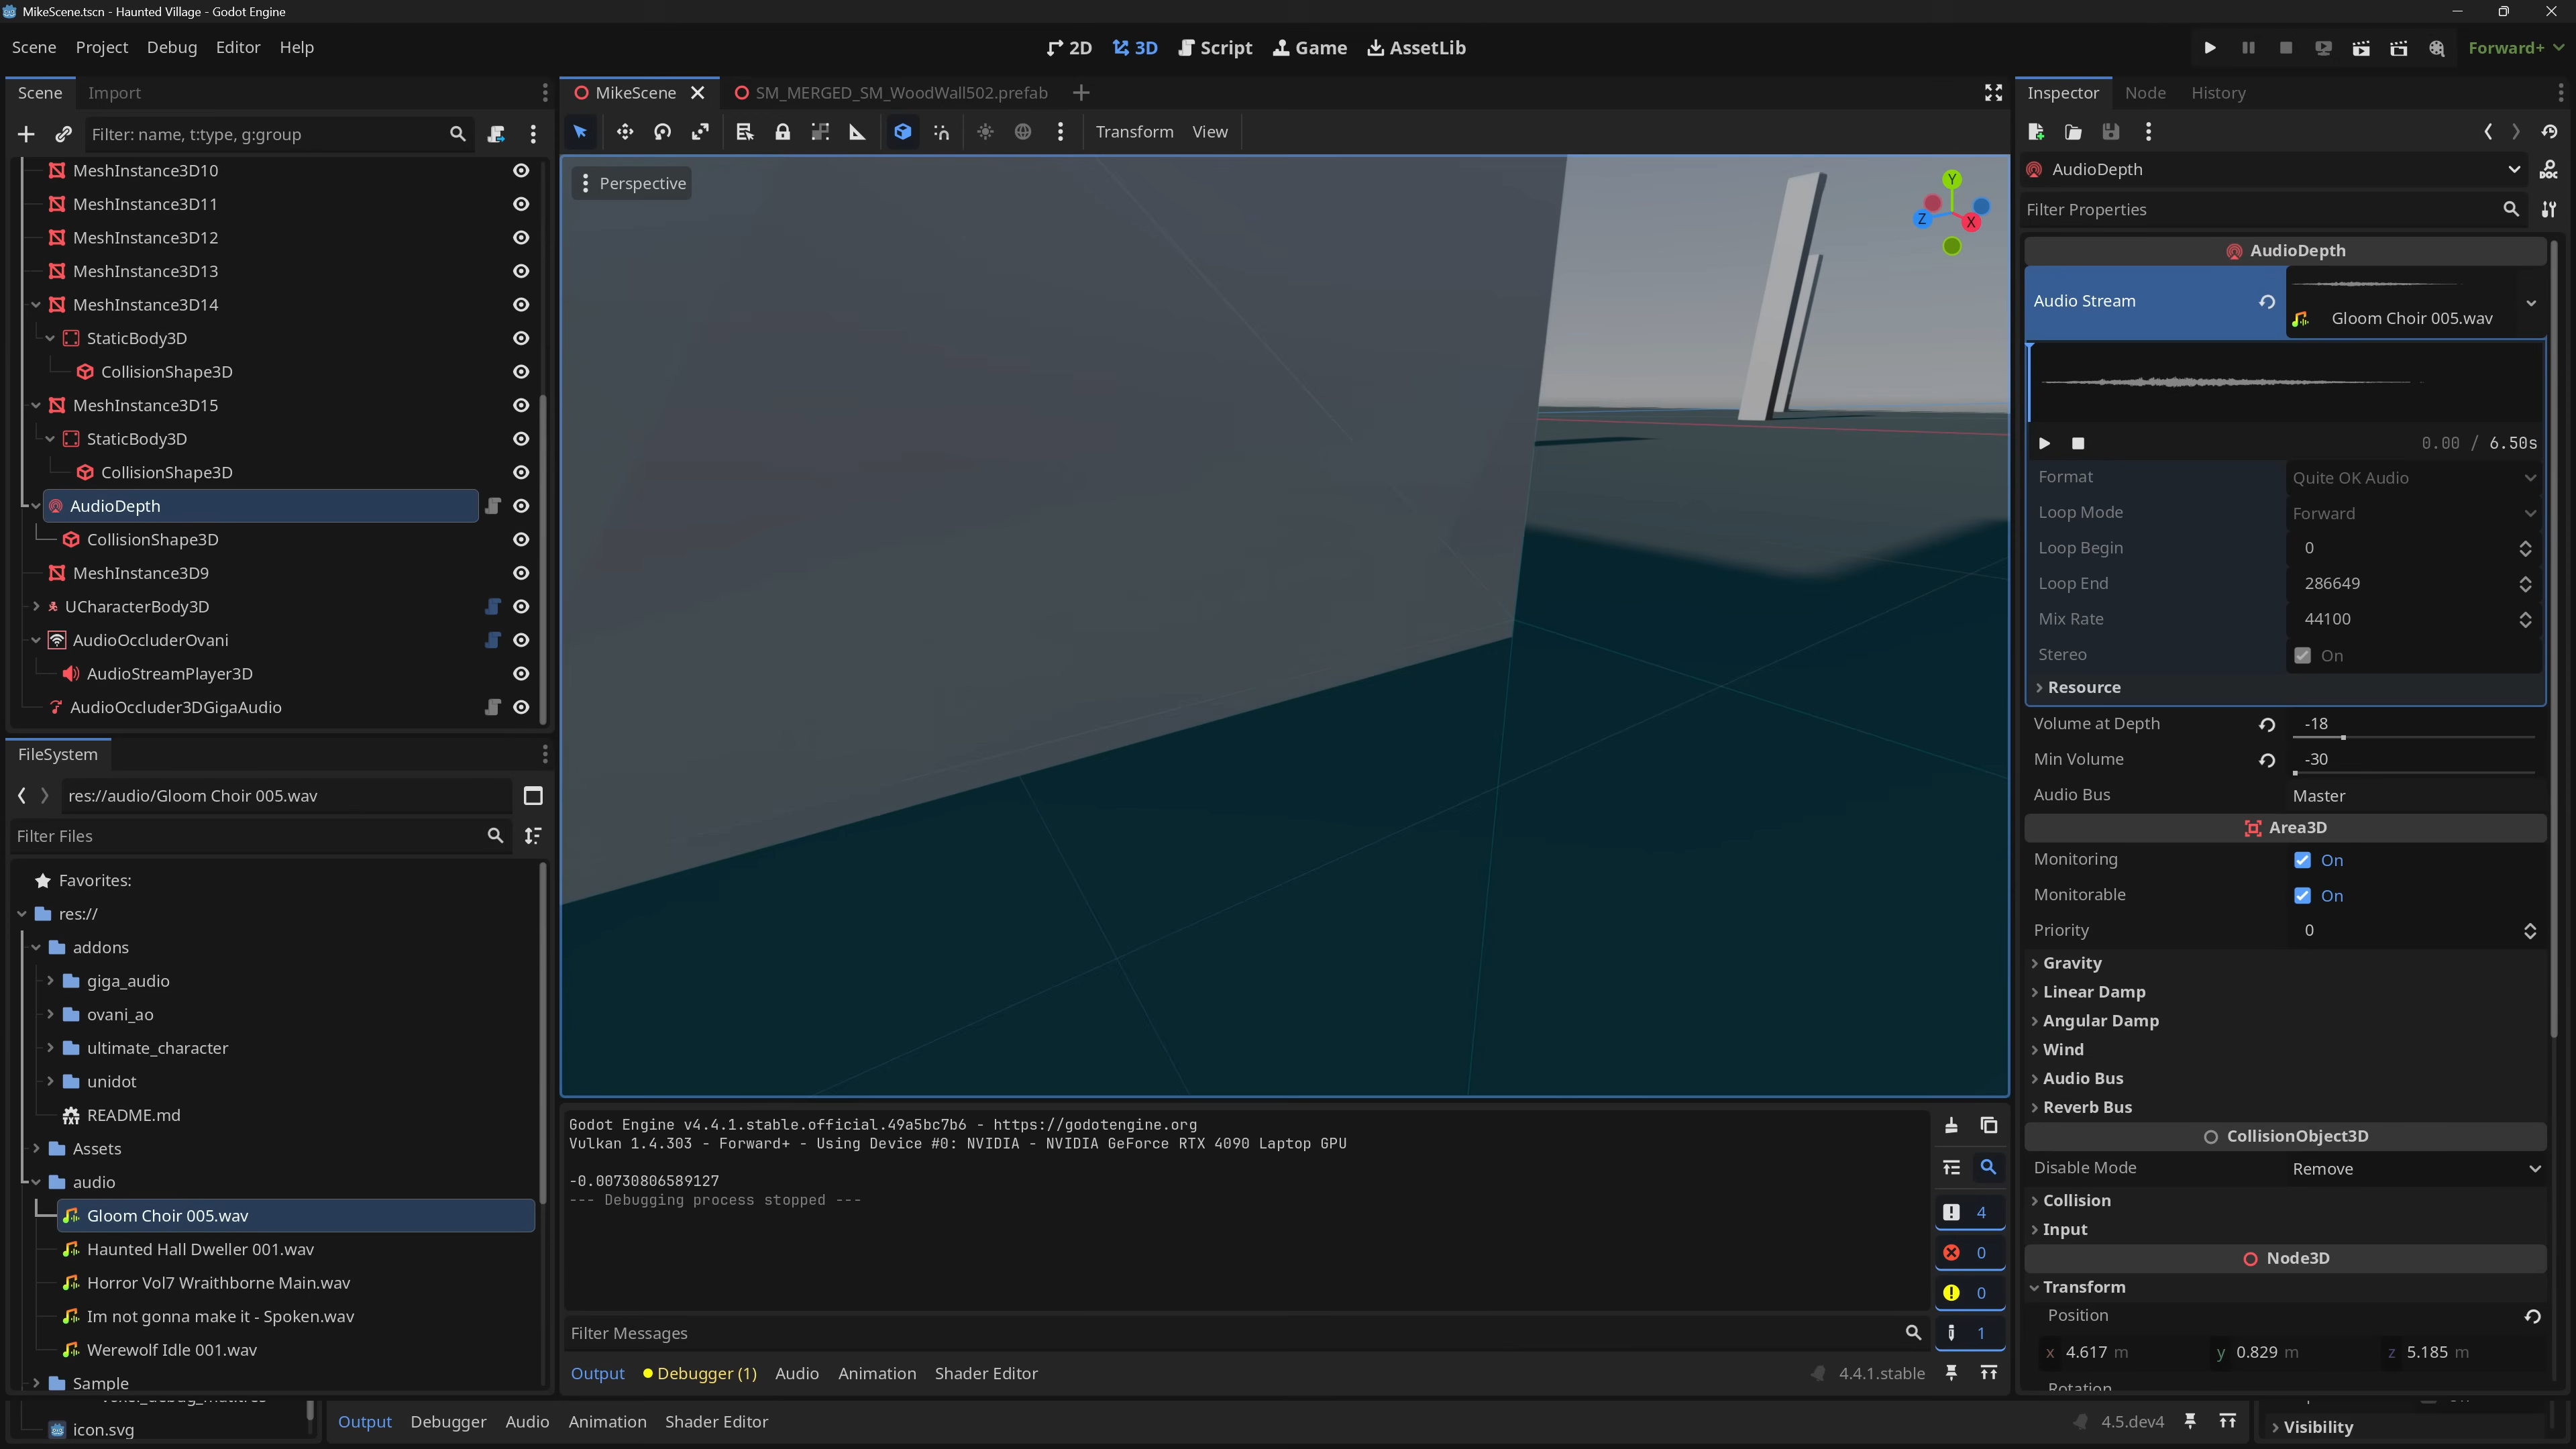 MikeScene.tscn - Haunted Village - Godot Engine
Scene Project Debug Editor Help
2D 3D Script Game AssetLib
Forward+
Scene Import
Filter: name, t:type, g:group
MeshInstance3D10
MeshInstance3D11
MeshInstance3D12
MeshInstance3D13
MeshInstance3D14
StaticBody3D
CollisionShape3D
MeshInstance3D15
StaticBody3D
CollisionShape3D
AudioDepth
CollisionShape3D
MeshInstance3D9
UCharacterBody3D
AudioOccluderOvani
AudioStreamPlayer3D
AudioOccluder3DGigaAudio
FileSystem
res://audio/Gloom Choir 005.wav
Filter Files
Favorites:
res://
addons
giga_audio
ovani_ao
ultimate_character
unidot
README.md
Assets
audio
Gloom Choir 005.wav
Haunted Hall Dweller 001.wav
Horror Vol7 Wraithborne Main.wav
Im not gonna make it - Spoken.wav
Werewolf Idle 001.wav
Sample
icon.svg
MikeScene SM_MERGED_SM_WoodWall502.prefab
Transform View
Perspective
Y
Z X
Godot Engine v4.4.1.stable.official.49a5bc7b6 - https://godotengine.org
Vulkan 1.4.303 - Forward+ - Using Device #0: NVIDIA - NVIDIA GeForce RTX 4090 Laptop GPU
-0.00730806589127
--- Debugging process stopped ---
4
0
0
1
Filter Messages
Output Debugger (1) Audio Animation Shader Editor 4.4.1.stable
Output Debugger Audio Animation Shader Editor 4.5.dev4
Inspector Node History
AudioDepth
DOC
Filter Properties
AudioDepth
Audio Stream
Gloom Choir 005.wav
0.00 / 6.50s
Format Quite OK Audio
Loop Mode Forward
Loop Begin 0
Loop End 286649
Mix Rate 44100
Stereo On
Resource
Volume at Depth -18
Min Volume -30
Audio Bus Master
Area3D
Monitoring On
Monitorable On
Priority 0
Gravity
Linear Damp
Angular Damp
Wind
Audio Bus
Reverb Bus
CollisionObject3D
Disable Mode Remove
Collision
Input
Node3D
Transform
Position
x 4.617 m y 0.829 m z 5.185 m
Rotation
Visibility